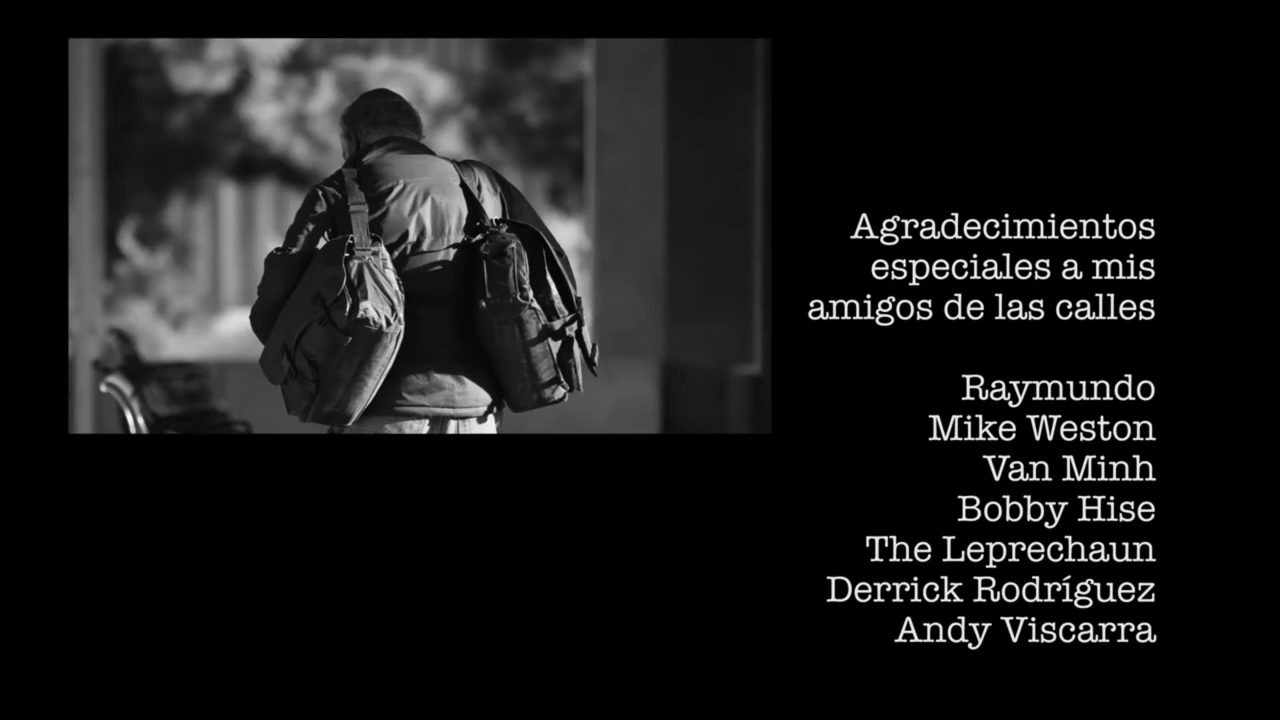 Agradecimientos
especiales a mis
amigos de las calles
Raymundo
Mike Weston
Van Minh
Bobby Hise
The Leprechaun
Derrick Rodríguez
Andy Viscarra